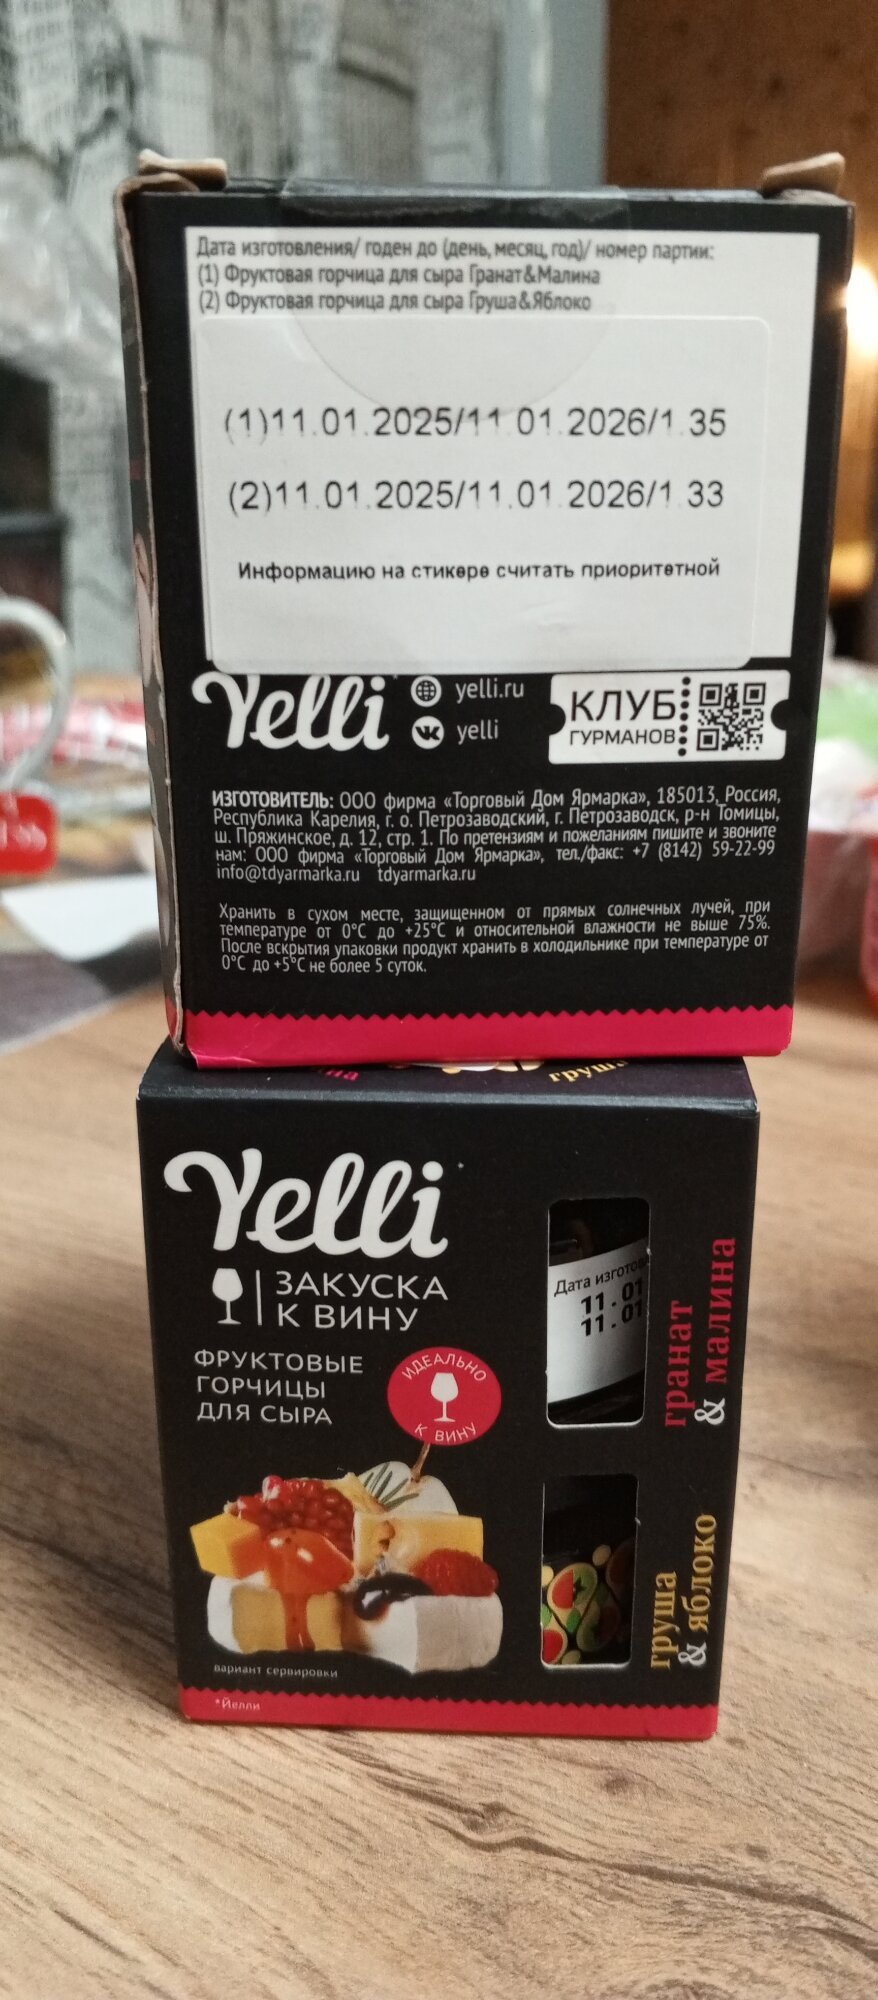 Дата изготовления/ годен до (день, месяц, год)/ номер партии:
(1) Фруктовая горчица для сыра Гранат&Малина
(2) Фруктовая горчица для сыра Груша&Яблоко
(1)11.01.2025/11.01.2026/1.35
(2)11.01.2025/11.01.2026/1.33
Информацию на стикере считать приоритетной
Yelli*
yelli.ru
yelli
КЛУБ
ГУРМАНОВ
ИЗГОТОВИТЕЛЬ: ООО фирма «Торговый Дом Ярмарка», 185013, Россия,
Республика Карелия, г. о. Петрозаводский, г. Петрозаводск, р-н Томицы,
ш. Пряжинское, д. 12, стр. 1. По претензиям и пожеланиям пишите и звоните
нам: ООО фирма «Торговый Дом Ярмарка», тел./факс: +7 (8142) 59-22-99
info@tdyarmarka.ru tdyarmarka.ru
Хранить в сухом месте, защищенном от прямых солнечных лучей, при
температуре от 0°С до +25°С и относительной влажности не выше 75%.
После вскрытия упаковки продукт хранить в холодильнике при температуре от
0°С до +5°С не более 5 суток.
груша
Yelli*
ЗАКУСКА
К ВИНУ
ФРУКТОВЫЕ
ГОРЧИЦЫ
ДЛЯ СЫРА
ИДЕАЛЬНО
К ВИНУ
Дата изготов
11.01
11.01
гранат
& малина
груша
& яблоко
вариант сервировки
*Йелли